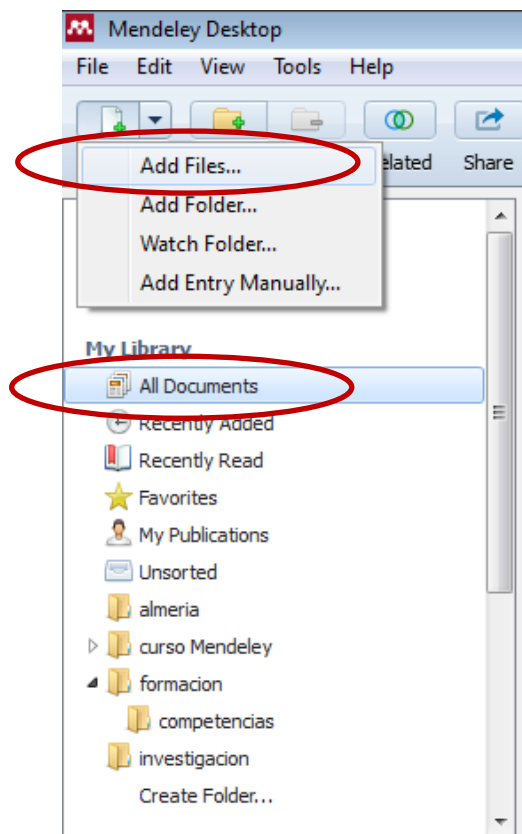 Mendeley Desktop
File Edit View Tools Help
Add Files...
elated Share
Add Folder...
Watch Folder...
Add Entry Manually...
My Library
All Documents
Recently Added
Recently Read
Favorites
My Publications
Unsorted
almeria
curso Mendeley
formacion
competencias
investigacion
Create Folder...